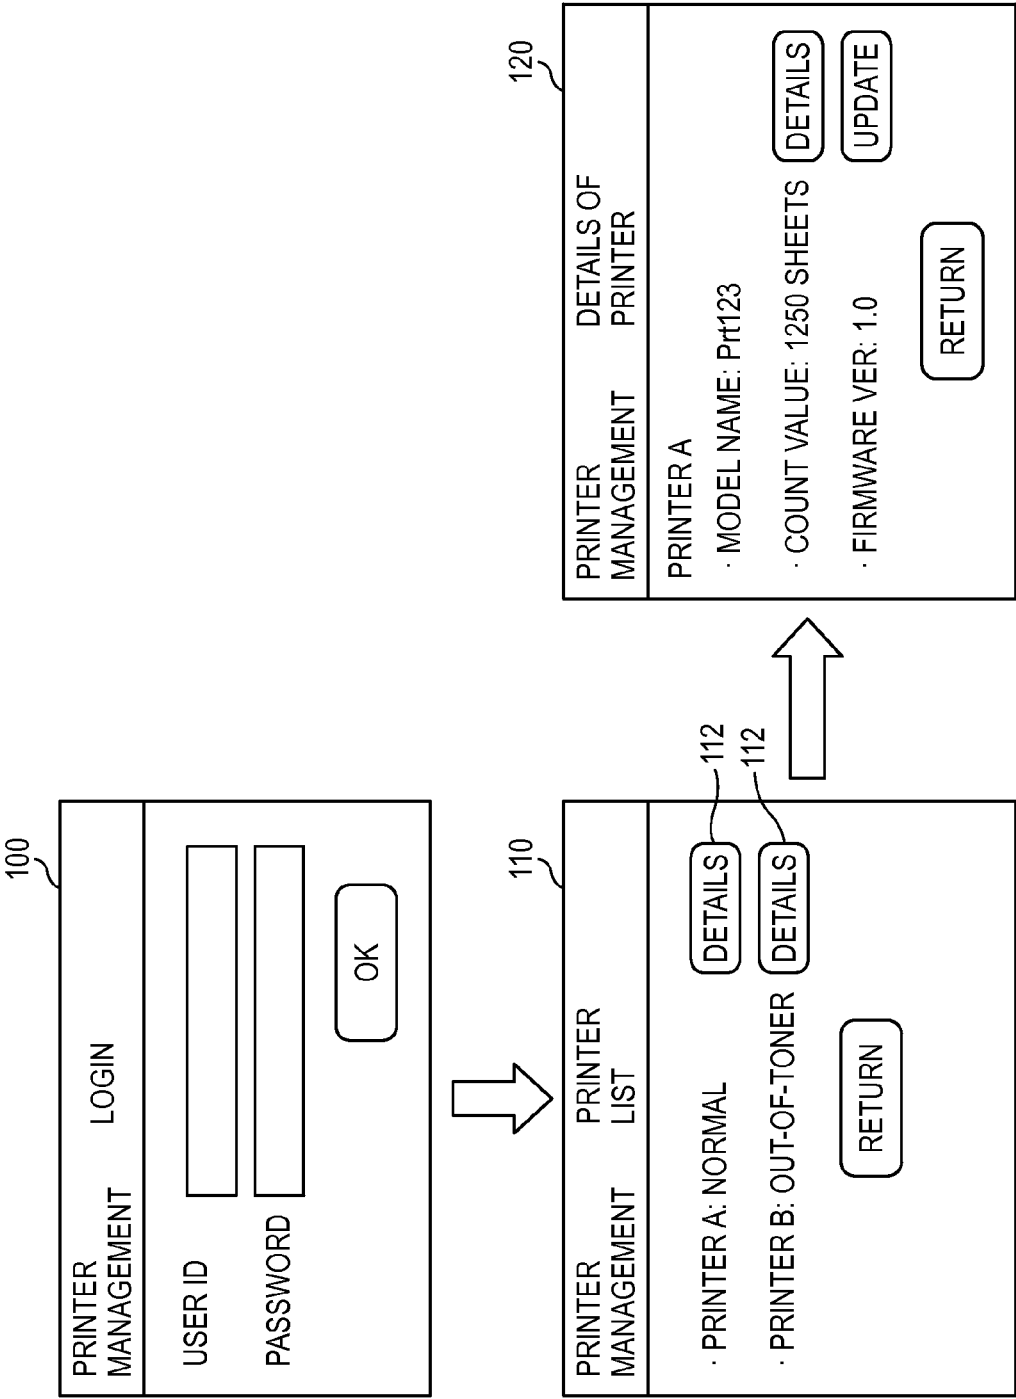 100
PRINTER
MANAGEMENT
LOGIN
USER ID
PASSWORD
OK
110
PRINTER
MANAGEMENT
PRINTER
LIST
· PRINTER A: NORMAL
DETAILS
112
· PRINTER B: OUT-OF-TONER
DETAILS
112
RETURN
120
PRINTER
MANAGEMENT
DETAILS OF
PRINTER
PRINTER A
· MODEL NAME: Prt123
· COUNT VALUE: 1250 SHEETS
DETAILS
· FIRMWARE VER: 1.0
UPDATE
RETURN